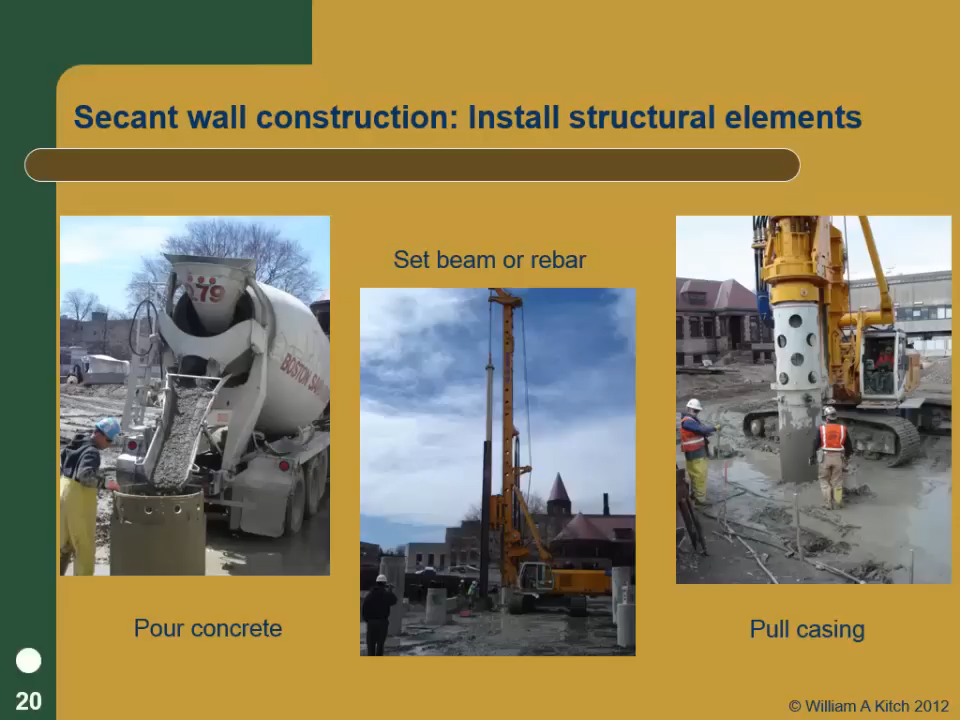 Secant wall construction: Install structural elements
Set beam or rebar
.79
BOSTON SA
Pour concrete
Pull casing
20
© William A Kitch 2012